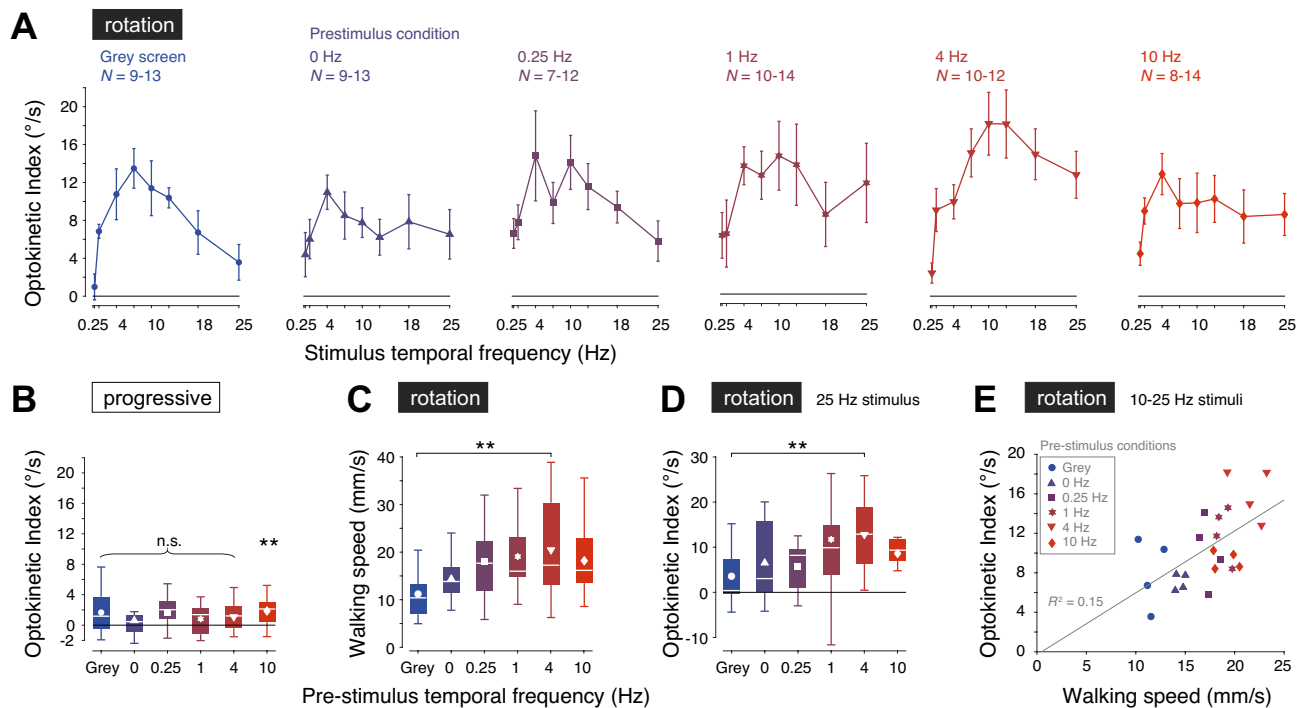 A
rotation
Prestimulus condition
Grey screen
N = 9-13
0 Hz
N = 9-13
0.25 Hz
N = 7-12
1 Hz
N = 10-14
4 Hz
N = 10-12
10 Hz
N = 8-14
Optokinetic Index (°/s)
20
16
12
8
4
0
0.25 4 10 18 25
0.25 4 10 18 25
0.25 4 10 18 25
0.25 4 10 18 25
0.25 4 10 18 25
0.25 4 10 18 25
Stimulus temporal frequency (Hz)
B
progressive
Optokinetic Index (°/s)
20
16
12
8
4
2
0
-2
n.s.
**
Grey 0 0.25 1 4 10
C
rotation
Walking speed (mm/s)
40
30
20
10
0
**
Grey 0 0.25 1 4 10
D
rotation
25 Hz stimulus
Optokinetic Index (°/s)
30
20
10
0
-10
**
Grey 0 0.25 1 4 10
Pre-stimulus temporal frequency (Hz)
E
rotation
10-25 Hz stimuli
Pre-stimulus conditions
Grey
0 Hz
0.25 Hz
1 Hz
4 Hz
10 Hz
Optokinetic Index (°/s)
20
16
12
8
4
0
R² = 0.15
0 5 10 15 20 25
Walking speed (mm/s)